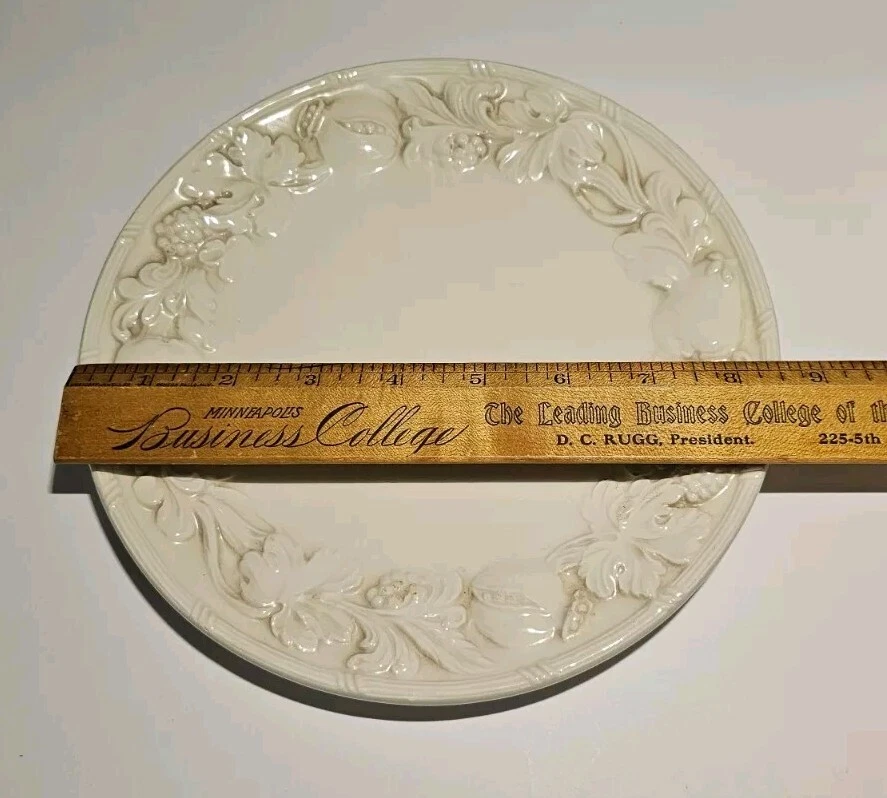 1 2 3 4 5 6 7 8 9
MINNEAPOLIS
Business College
The Leading Business College of th
D. C. RUGG, President.
225-5th